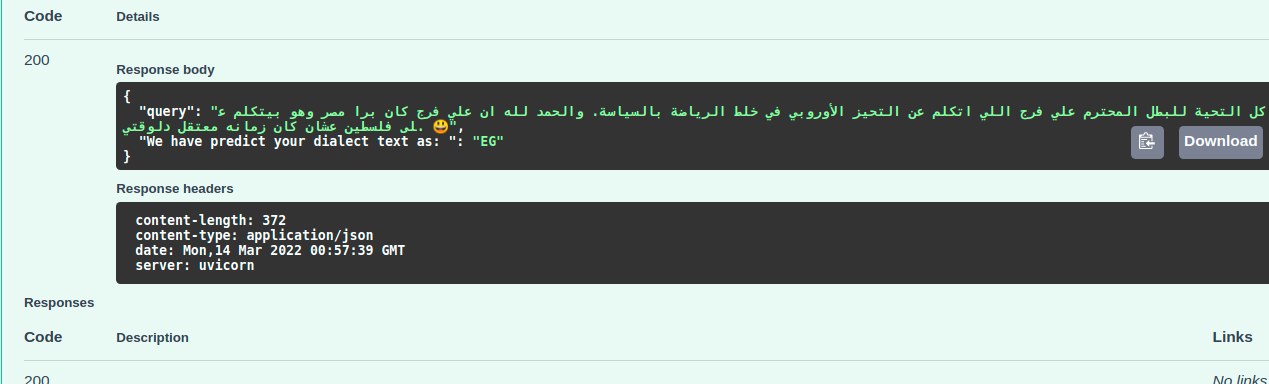 Code Details
200
Response body
{
"query": "كل التحية للبطل المحترم علي فرج اللي اتكلم عن التحيز الأوروبي في خلط الرياضة بالسياسة. والحمد لله ان علي فرج كان برا مصر وهو بيتكلم ع
لى فلسطين عشان كان زمانه معتقل دلوقتي. 😃",
"We have predict your dialect text as: ": "EG"
}
Download
Response headers
content-length: 372
content-type: application/json
date: Mon,14 Mar 2022 00:57:39 GMT
server: uvicorn
Responses
Code Description Links
200 No links